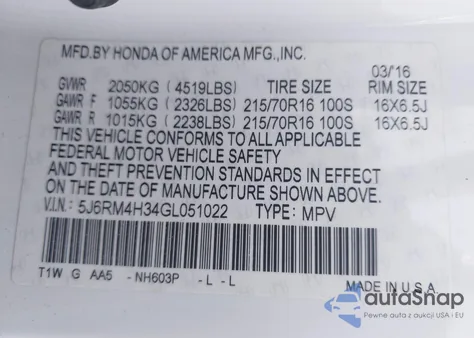 MFD.BY HONDA OF AMERICA MFG.,INC.
03/16
GVWR 2050KG (4519LBS) TIRE SIZE RIM SIZE
GAWR F 1055KG (2326LBS) 215/70R16 100S 16X6.5J
GAWR R 1015KG (2238LBS) 215/70R16 100S 16X6.5J
THIS VEHICLE CONFORMS TO ALL APPLICABLE
FEDERAL MOTOR VEHICLE SAFETY
AND THEFT PREVENTION STANDARDS IN EFFECT
ON THE DATE OF MANUFACTURE SHOWN ABOVE.
V.I.N.: 5J6RM4H34GL051022 TYPE: MPV
T1W G AA5 - NH603P - L - L
MADE IN U.S.A.
autoSnap
Pewne auta z aukcji USA i EU